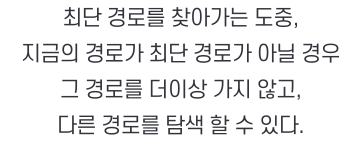 최단 경로를 찾아가는 도중,
지금의 경로가 최단 경로가 아닐 경우
그 경로를 더이상 가지 않고,
다른 경로를 탐색 할 수 있다.